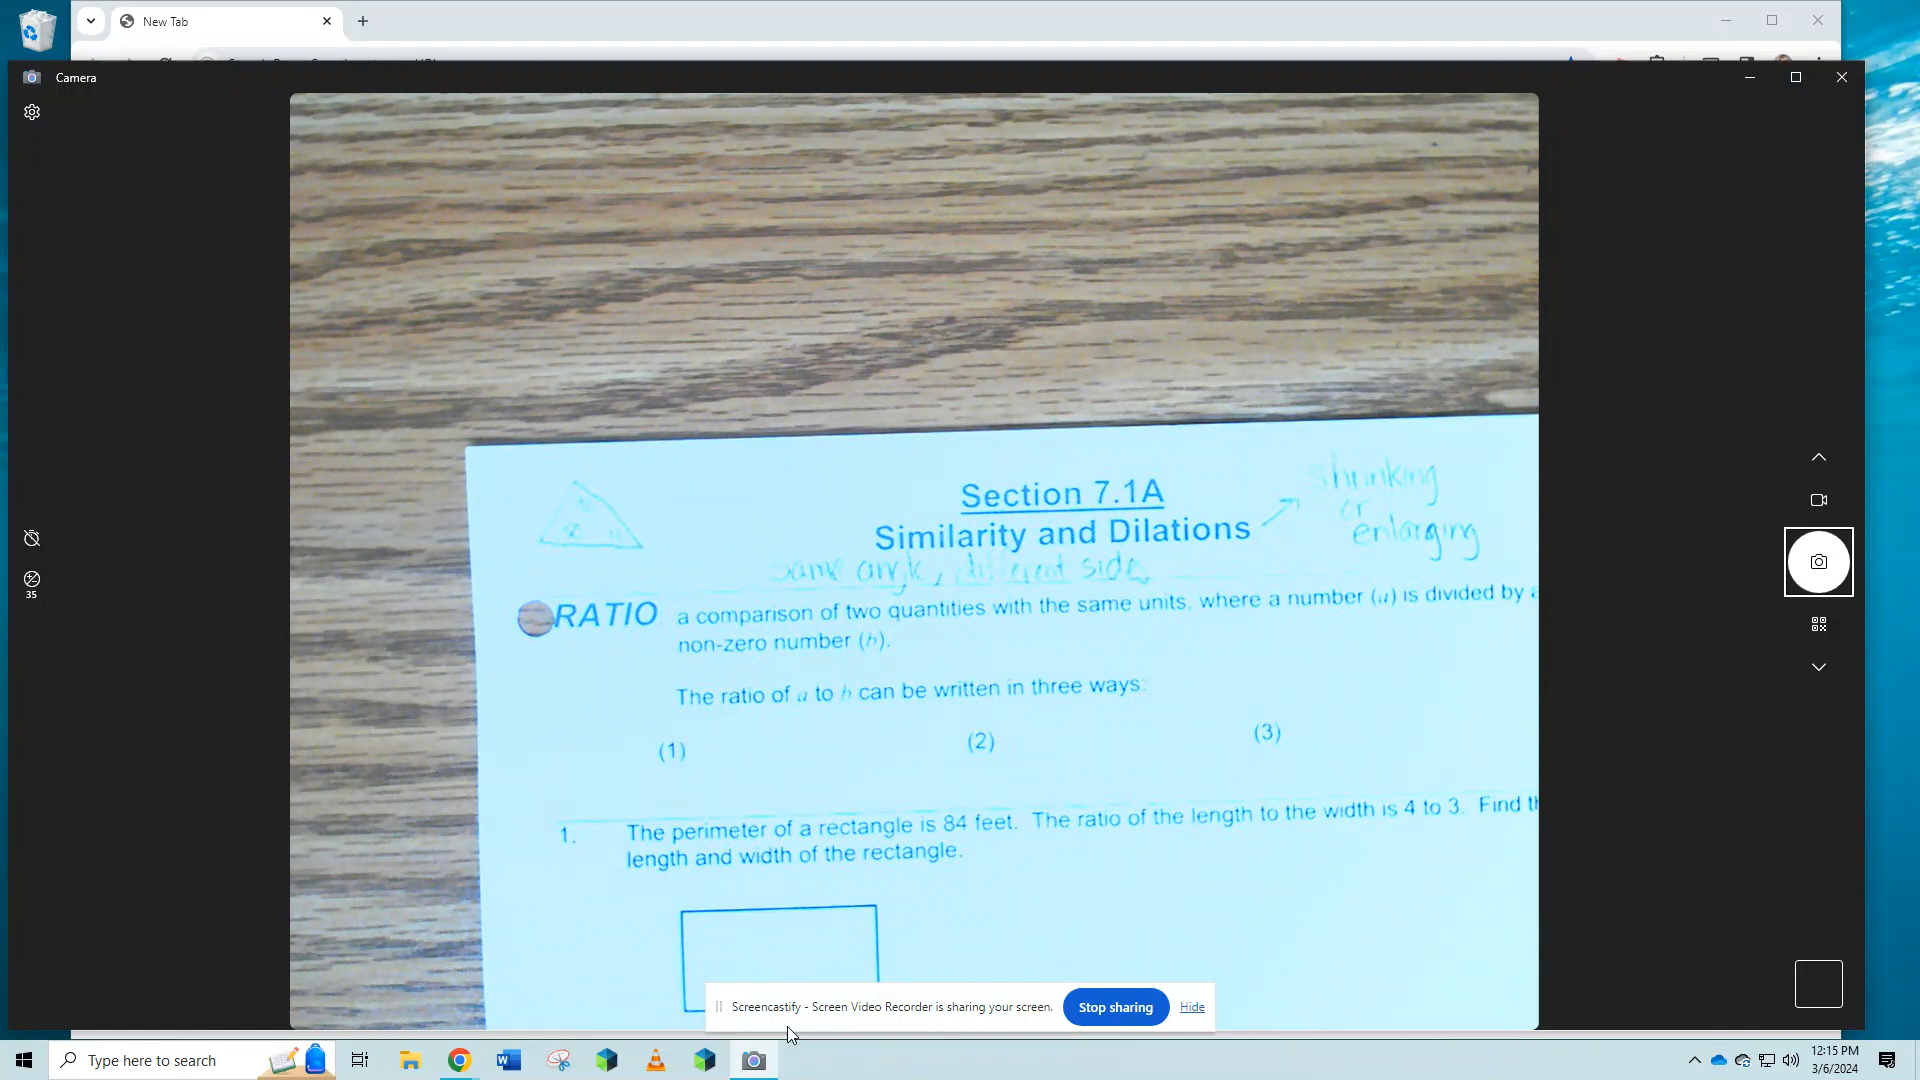 New Tab
Camera
35
shrinking
or
enlarging
Section 7.1A
Similarity and Dilations
same angle, different side
RATIO a comparison of two quantities with the same units, where a number (a) is divided by a
non-zero number (b).
The ratio of a to b can be written in three ways:
(1) (2) (3)
1. The perimeter of a rectangle is 84 feet. The ratio of the length to the width is 4 to 3. Find
length and width of the rectangle.
Screencastify - Screen Video Recorder is sharing your screen. Stop sharing Hide
Type here to search
12:15 PM
3/6/2024